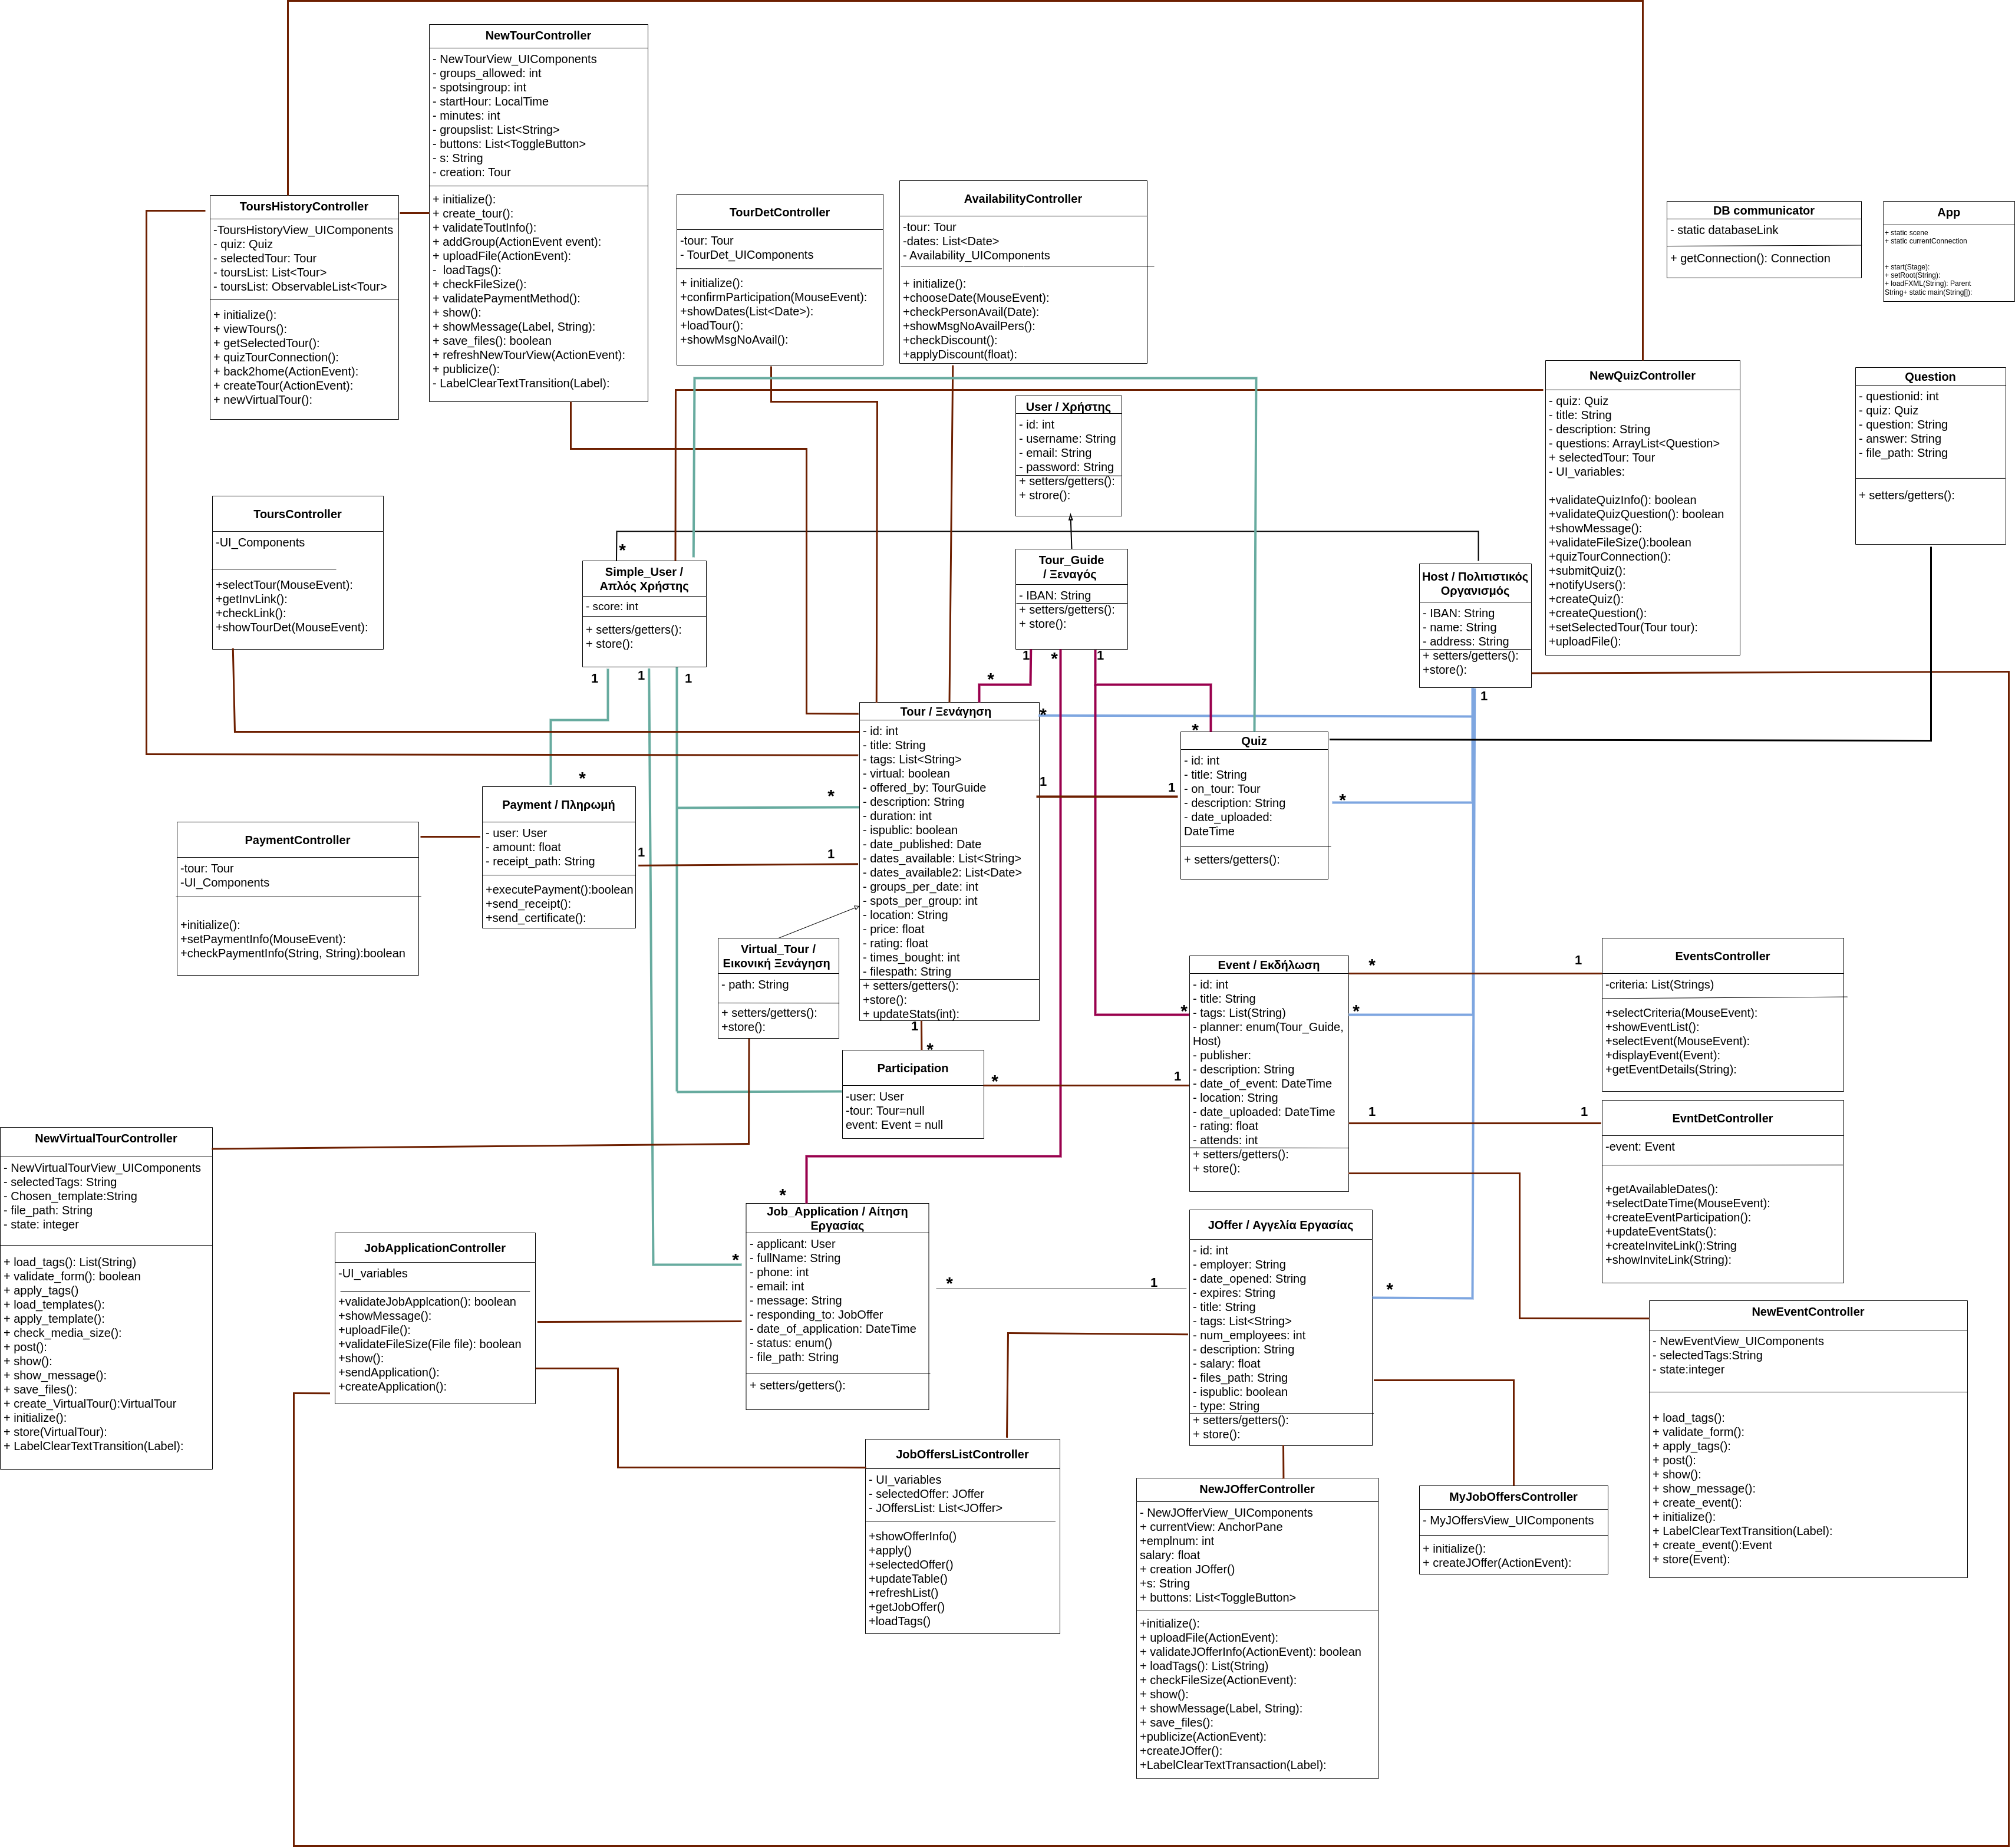 NewTourController
- NewTourView_UIComponents
- groups_allowed: int
- spotsingroup: int
- startHour: LocalTime
- minutes: int
- groupslist: List<String>
- buttons: List<ToggleButton>
- s: String
- creation: Tour
+ initialize():
+ create_tour():
+ validateToutInfo():
+ addGroup(ActionEvent event):
+ uploadFile(ActionEvent):
-  loadTags():
+ checkFileSize():
+ validatePaymentMethod():
+ show():
+ showMessage(Label, String):
+ save_files(): boolean
+ refreshNewTourView(ActionEvent):
+ publicize():
- LabelClearTextTransition(Label):
ToursHistoryController
-ToursHistoryView_UIComponents
- quiz: Quiz
- selectedTour: Tour
- toursList: List<Tour>
- toursList: ObservableList<Tour>
+ initialize():
+ viewTours():
+ getSelectedTour():
+ quizTourConnection():
+ back2home(ActionEvent):
+ createTour(ActionEvent):
+ newVirtualTour():
TourDetController
-tour: Tour
- TourDet_UIComponents
+ initialize():
+confirmParticipation(MouseEvent):
+showDates(List<Date>):
+loadTour():
+showMsgNoAvail():
AvailabilityController
-tour: Tour
-dates: List<Date>
- Availability_UIComponents
+ initialize():
+chooseDate(MouseEvent):
+checkPersonAvail(Date):
+showMsgNoAvailPers():
+checkDiscount():
+applyDiscount(float):
DB communicator
- static databaseLink
+ getConnection(): Connection
App
+ static scene
+ static currentConnection
+ start(Stage):
+ setRoot(String):
+ loadFXML(String): Parent
String+ static main(String[]):
NewQuizController
- quiz: Quiz
- title: String
- description: String
- questions: ArrayList<Question>
+ selectedTour: Tour
- UI_variables:
+validateQuizInfo(): boolean
+validateQuizQuestion(): boolean
+showMessage():
+validateFileSize():boolean
+quizTourConnection():
+submitQuiz():
+notifyUsers():
+createQuiz():
+createQuestion():
+setSelectedTour(Tour tour):
+uploadFile():
Question
- questionid: int
- quiz: Quiz
- question: String
- answer: String
- file_path: String
+ setters/getters():
User / Χρήστης
- id: int
- username: String
- email: String
- password: String
+ setters/getters():
+ strore():
ToursController
-UI_Components
+selectTour(MouseEvent):
+getInvLink():
+checkLink():
+showTourDet(MouseEvent):
*
Simple_User /
Απλός Χρήστης
- score: int
+ setters/getters():
+ store():
1
1
1
Tour_Guide
/ Ξεναγός
- IBAN: String
+ setters/getters():
+ store():
1
*
1
*
Host / Πολιτιστικός
Οργανισμός
- IBAN: String
- name: String
- address: String
+ setters/getters():
+store():
1
Tour / Ξενάγηση
- id: int
- title: String
- tags: List<String>
- virtual: boolean
- offered_by: TourGuide
- description: String
- duration: int
- ispublic: boolean
- date_published: Date
- dates_available: List<String>
- dates_available2: List<Date>
- groups_per_date: int
- spots_per_group: int
- location: String
- price: float
- rating: float
- times_bought: int
- filespath: String
+ setters/getters():
+store():
+ updateStats(int):
*
1
1
*
Quiz
- id: int
- title: String
- on_tour: Tour
- description: String
- date_uploaded:
DateTime
+ setters/getters():
*
*
Payment / Πληρωμή
- user: User
- amount: float
- receipt_path: String
+executePayment():boolean
+send_receipt():
+send_certificate():
*
1
1
PaymentController
-tour: Tour
-UI_Components
+initialize():
+setPaymentInfo(MouseEvent):
+checkPaymentInfo(String, String):boolean
Virtual_Tour /
Εικονική Ξενάγηση
- path: String
+ setters/getters():
+store():
1
*
Participation
-user: User
-tour: Tour=null
event: Event = null
*
1
Event / Εκδήλωση
- id: int
- title: String
- tags: List(String)
- planner: enum(Tour_Guide,
Host)
- publisher:
- description: String
- date_of_event: DateTime
- location: String
- date_uploaded: DateTime
- rating: float
- attends: int
+ setters/getters():
+ store():
*
*
*
1
1
1
EventsController
-criteria: List(Strings)
+selectCriteria(MouseEvent):
+showEventList():
+selectEvent(MouseEvent):
+displayEvent(Event):
+getEventDetails(String):
EvntDetController
-event: Event
+getAvailableDates():
+selectDateTime(MouseEvent):
+createEventParticipation():
+updateEventStats():
+createInviteLink():String
+showInviteLink(String):
NewVirtualTourController
- NewVirtualTourView_UIComponents
- selectedTags: String
- Chosen_template:String
- file_path: String
- state: integer
+ load_tags(): List(String)
+ validate_form(): boolean
+ apply_tags()
+ load_templates():
+ apply_template():
+ check_media_size():
+ post():
+ show():
+ show_message():
+ save_files():
+ create_VirtualTour():VirtualTour
+ initialize():
+ store(VirtualTour):
+ LabelClearTextTransition(Label):
JobApplicationController
-UI_variables
+validateJobApplcation(): boolean
+showMessage():
+uploadFile():
+validateFileSize(File file): boolean
+show():
+sendApplication():
+createApplication():
*
*
Job_Application / Αίτηση
Εργασίας
- applicant: User
- fullName: String
- phone: int
- email: int
- message: String
- responding_to: JobOffer
- date_of_application: DateTime
- status: enum()
- file_path: String
+ setters/getters():
*
1
JOffer / Αγγελία Εργασίας
- id: int
- employer: String
- date_opened: String
- expires: String
- title: String
- tags: List<String>
- num_employees: int
- description: String
- salary: float
- files_path: String
- ispublic: boolean
- type: String
+ setters/getters():
+ store():
*
NewEventController
- NewEventView_UIComponents
- selectedTags:String
- state:integer
+ load_tags():
+ validate_form():
+ apply_tags():
+ post():
+ show():
+ show_message():
+ create_event():
+ initialize():
+ LabelClearTextTransition(Label):
+ create_event():Event
+ store(Event):
JobOffersListController
- UI_variables
- selectedOffer: JOffer
- JOffersList: List<JOffer>
+showOfferInfo()
+apply()
+selectedOffer()
+updateTable()
+refreshList()
+getJobOffer()
+loadTags()
NewJOfferController
- NewJOfferView_UIComponents
+ currentView: AnchorPane
+emplnum: int
salary: float
+ creation JOffer()
+s: String
+ buttons: List<ToggleButton>
+initialize():
+ uploadFile(ActionEvent):
+ validateJOfferInfo(ActionEvent): boolean
+ loadTags(): List(String)
+ checkFileSize(ActionEvent):
+ show():
+ showMessage(Label, String):
+ save_files():
+publicize(ActionEvent):
+createJOffer():
+LabelClearTextTransaction(Label):
MyJobOffersController
- MyJOffersView_UIComponents
+ initialize():
+ createJOffer(ActionEvent):